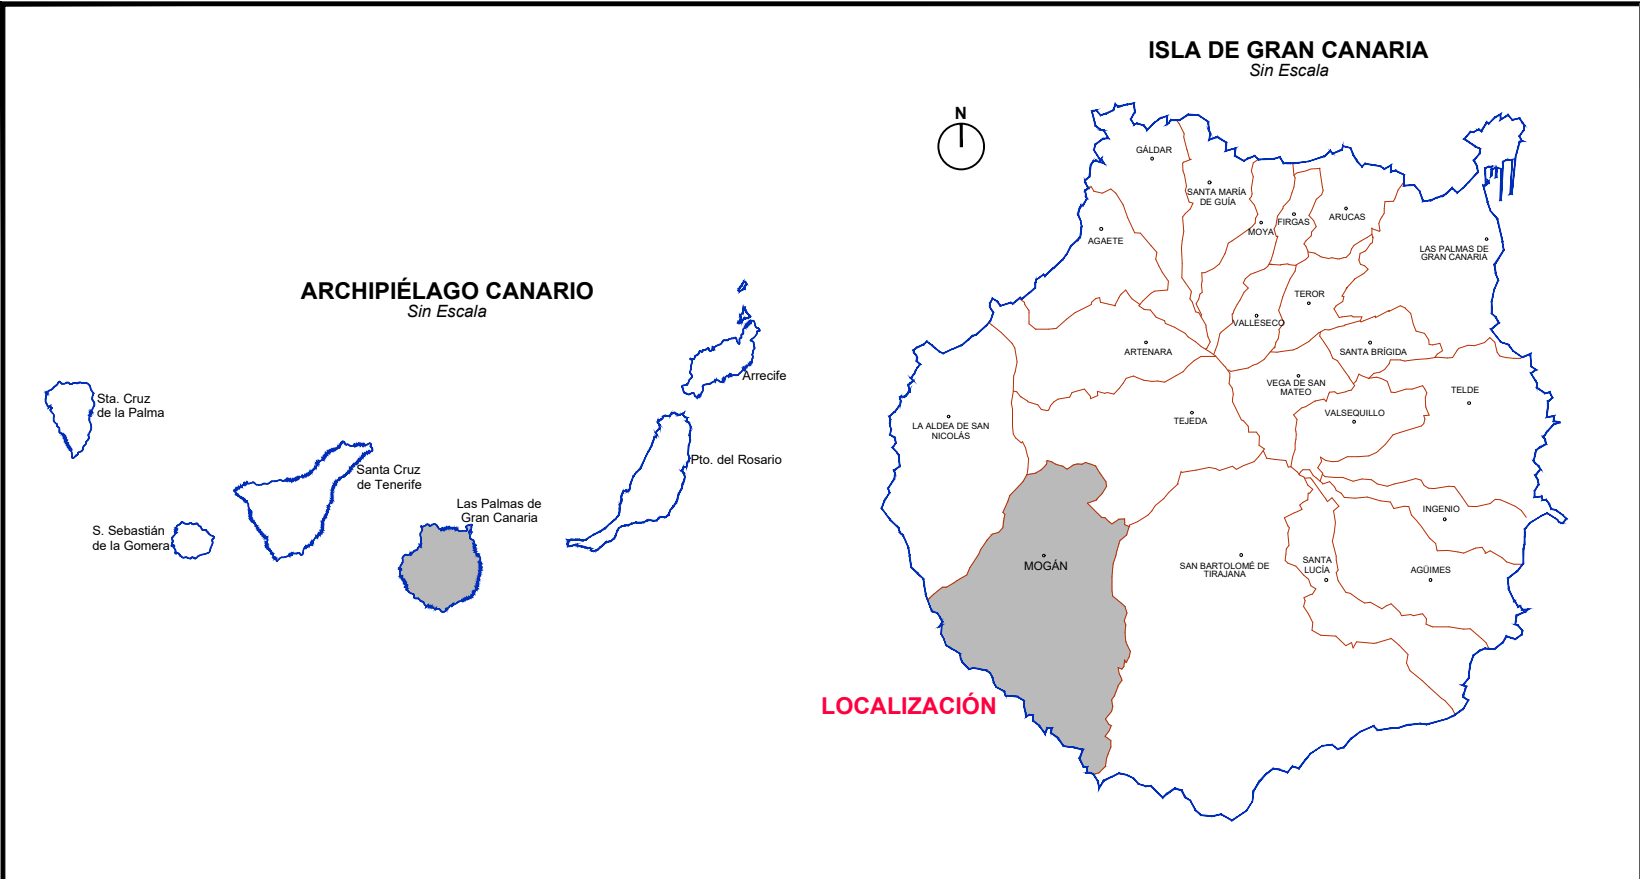 ISLA DE GRAN CANARIA
Sin Escala
N
GÁLDAR
SANTA MARÍA
DE GUÍA
MOYA
FIRGAS
ARUCAS
AGAETE
LAS PALMAS DE
GRAN CANARIA
TEROR
VALLESECO
ARTENARA
SANTA BRÍGIDA
VEGA DE SAN
MATEO
TELDE
VALSEQUILLO
TEJEDA
LA ALDEA DE SAN
NICOLÁS
INGENIO
MOGÁN
SAN BARTOLOMÉ DE
TIRAJANA
SANTA
LUCÍA
AGÜIMES
LOCALIZACIÓN
ARCHIPIÉLAGO CANARIO
Sin Escala
Arrecife
Sta. Cruz
de la Palma
Pto. del Rosario
Santa Cruz
de Tenerife
Las Palmas de
Gran Canaria
S. Sebastián
de la Gomera